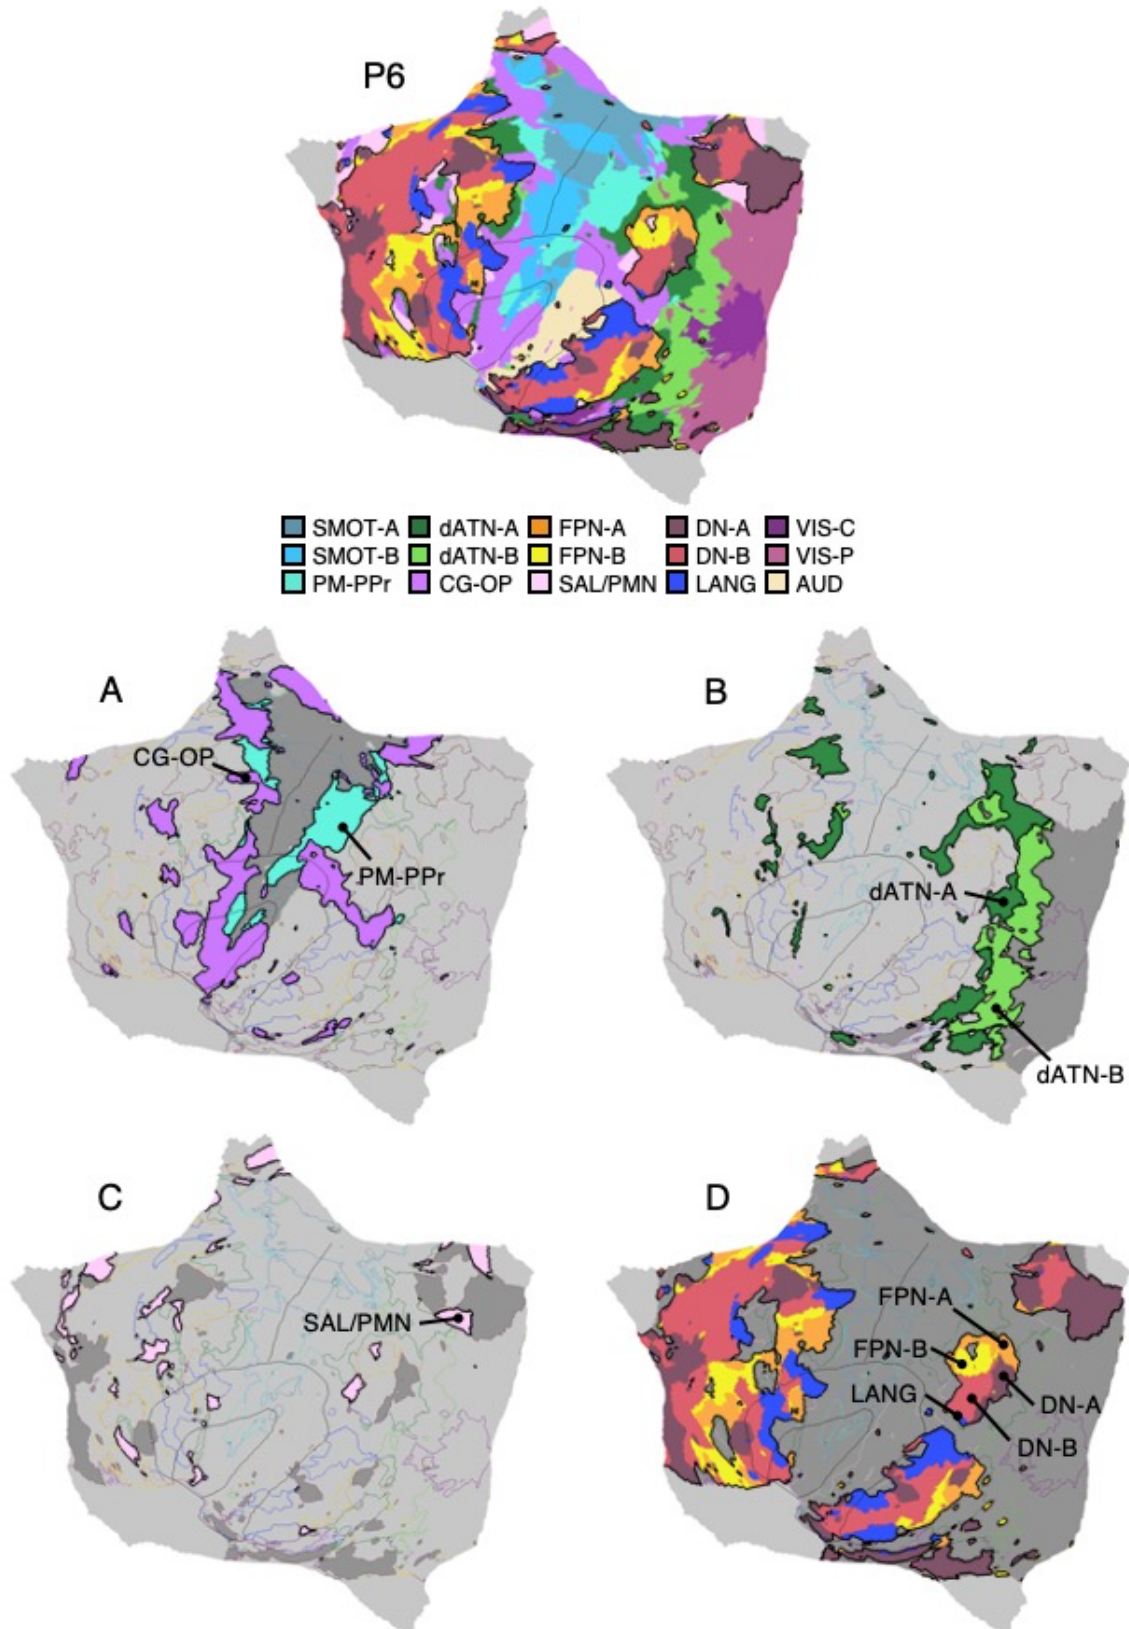 P6
SMOT-A dATN-A FPN-A DN-A VIS-C
SMOT-B dATN-B FPN-B DN-B VIS-P
PM-PPr CG-OP SAL/PMN LANG AUD
A
CG-OP
PM-PPr
B
dATN-A
dATN-B
C
SAL/PMN
D
FPN-A
FPN-B
LANG
DN-A
DN-B